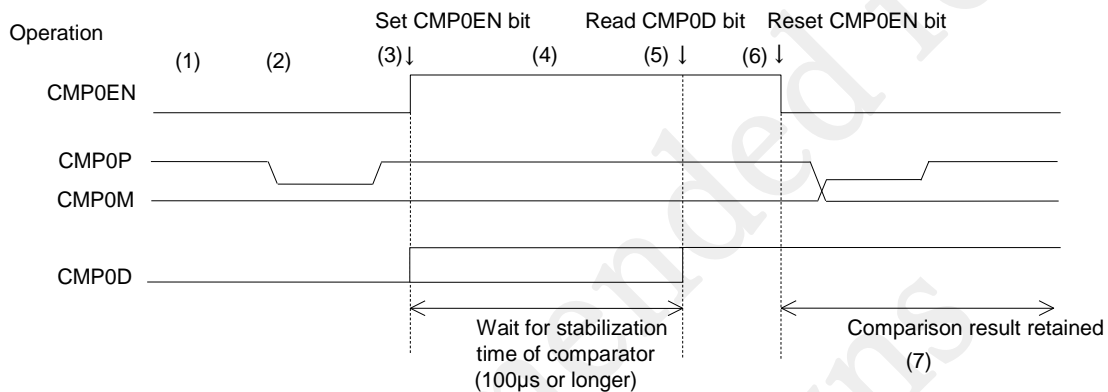 Set CMP0EN bit Read CMP0D bit Reset CMP0EN bit
Operation
(1) (2) (3) ↓ (4) (5) ↓ (6) ↓
CMP0EN
CMP0P
CMP0M
CMP0D
Wait for stabilization
time of comparator
(100µs or longer)
Comparison result retained
(7)